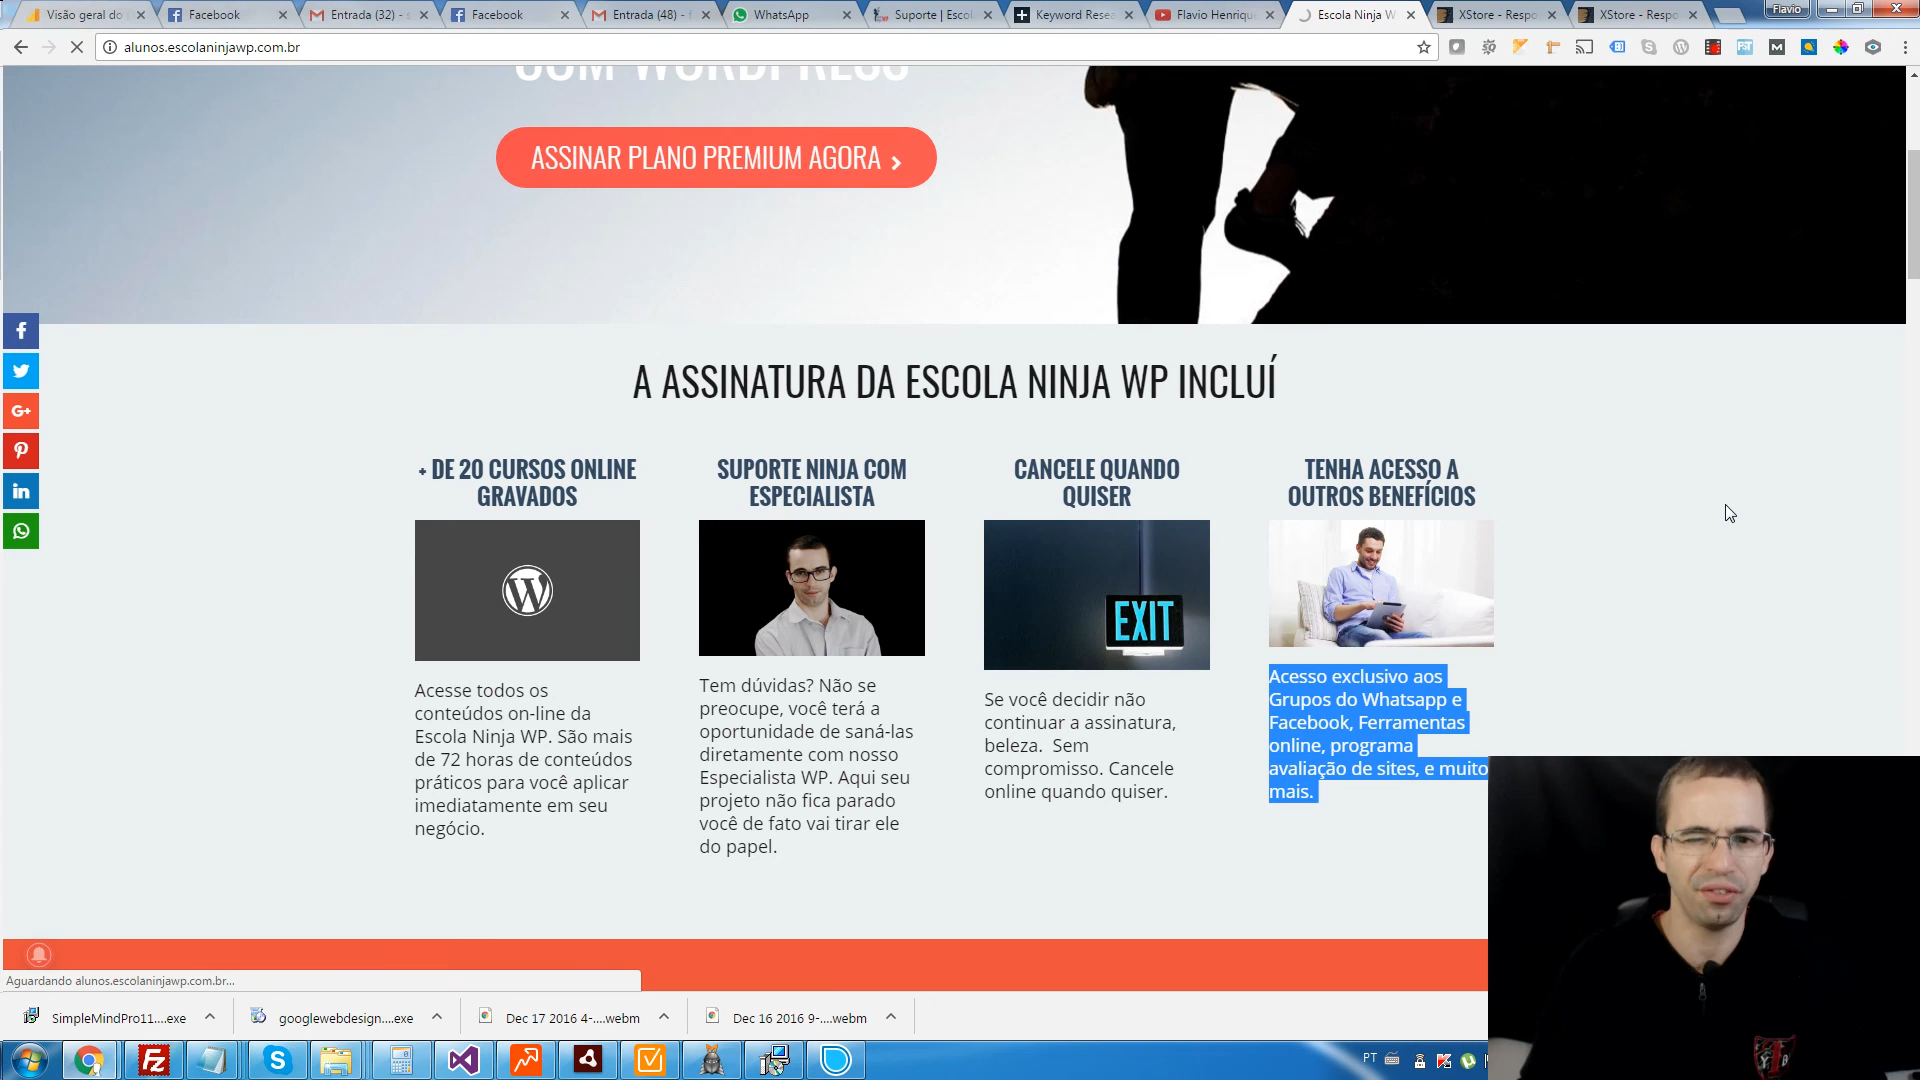 Visão geral do
Facebook
Entrada (32) - s
Facebook
Entrada (48) - f
WhatsApp
Suporte | Escol
Keyword Resea
Flavio Henrique
Escola Ninja W
XStore - Respo
XStore - Respo
Flavio
alunos.escolaninjawp.com.br
COM WORDPRESS
ASSINAR PLANO PREMIUM AGORA
A ASSINATURA DA ESCOLA NINJA WP INCLUÍ
+ DE 20 CURSOS ONLINE
GRAVADOS
Acesse todos os
conteúdos on-line da
Escola Ninja WP. São mais
de 72 horas de conteúdos
práticos para você aplicar
imediatamente em seu
negócio.
SUPORTE NINJA COM
ESPECIALISTA
Tem dúvidas? Não se
preocupe, você terá a
oportunidade de saná-las
diretamente com nosso
Especialista WP. Aqui seu
projeto não fica parado
você de fato vai tirar ele
do papel.
CANCELE QUANDO
QUISER
EXIT
Se você decidir não
continuar a assinatura,
beleza.  Sem
compromisso. Cancele
online quando quiser.
TENHA ACESSO A
OUTROS BENEFÍCIOS
Acesso exclusivo aos
Grupos do Whatsapp e
Facebook, Ferramentas
online, programa
avaliação de sites, e muito
mais.
Aguardando alunos.escolaninjawp.com.br...
SimpleMindPro11....exe
googlewebdesign....exe
Dec 17 2016 4-....webm
Dec 16 2016 9-....webm
PT